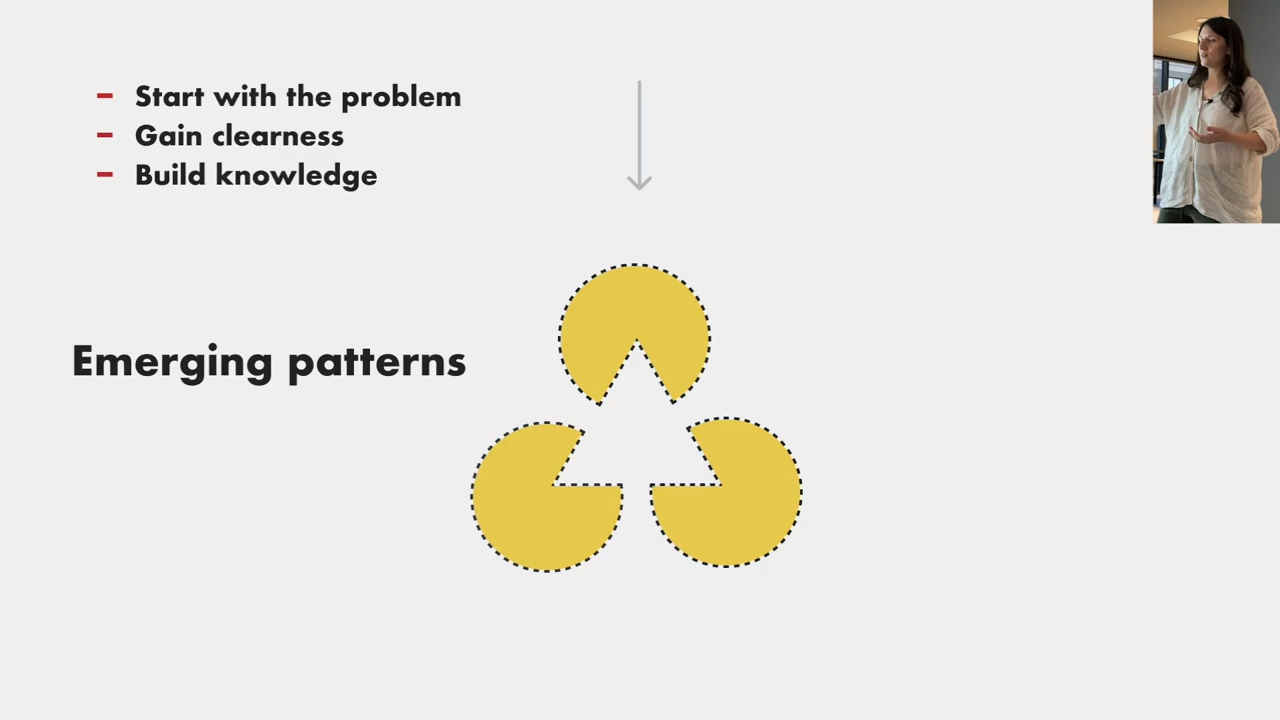 - Start with the problem
- Gain clearness
- Build knowledge
Emerging patterns